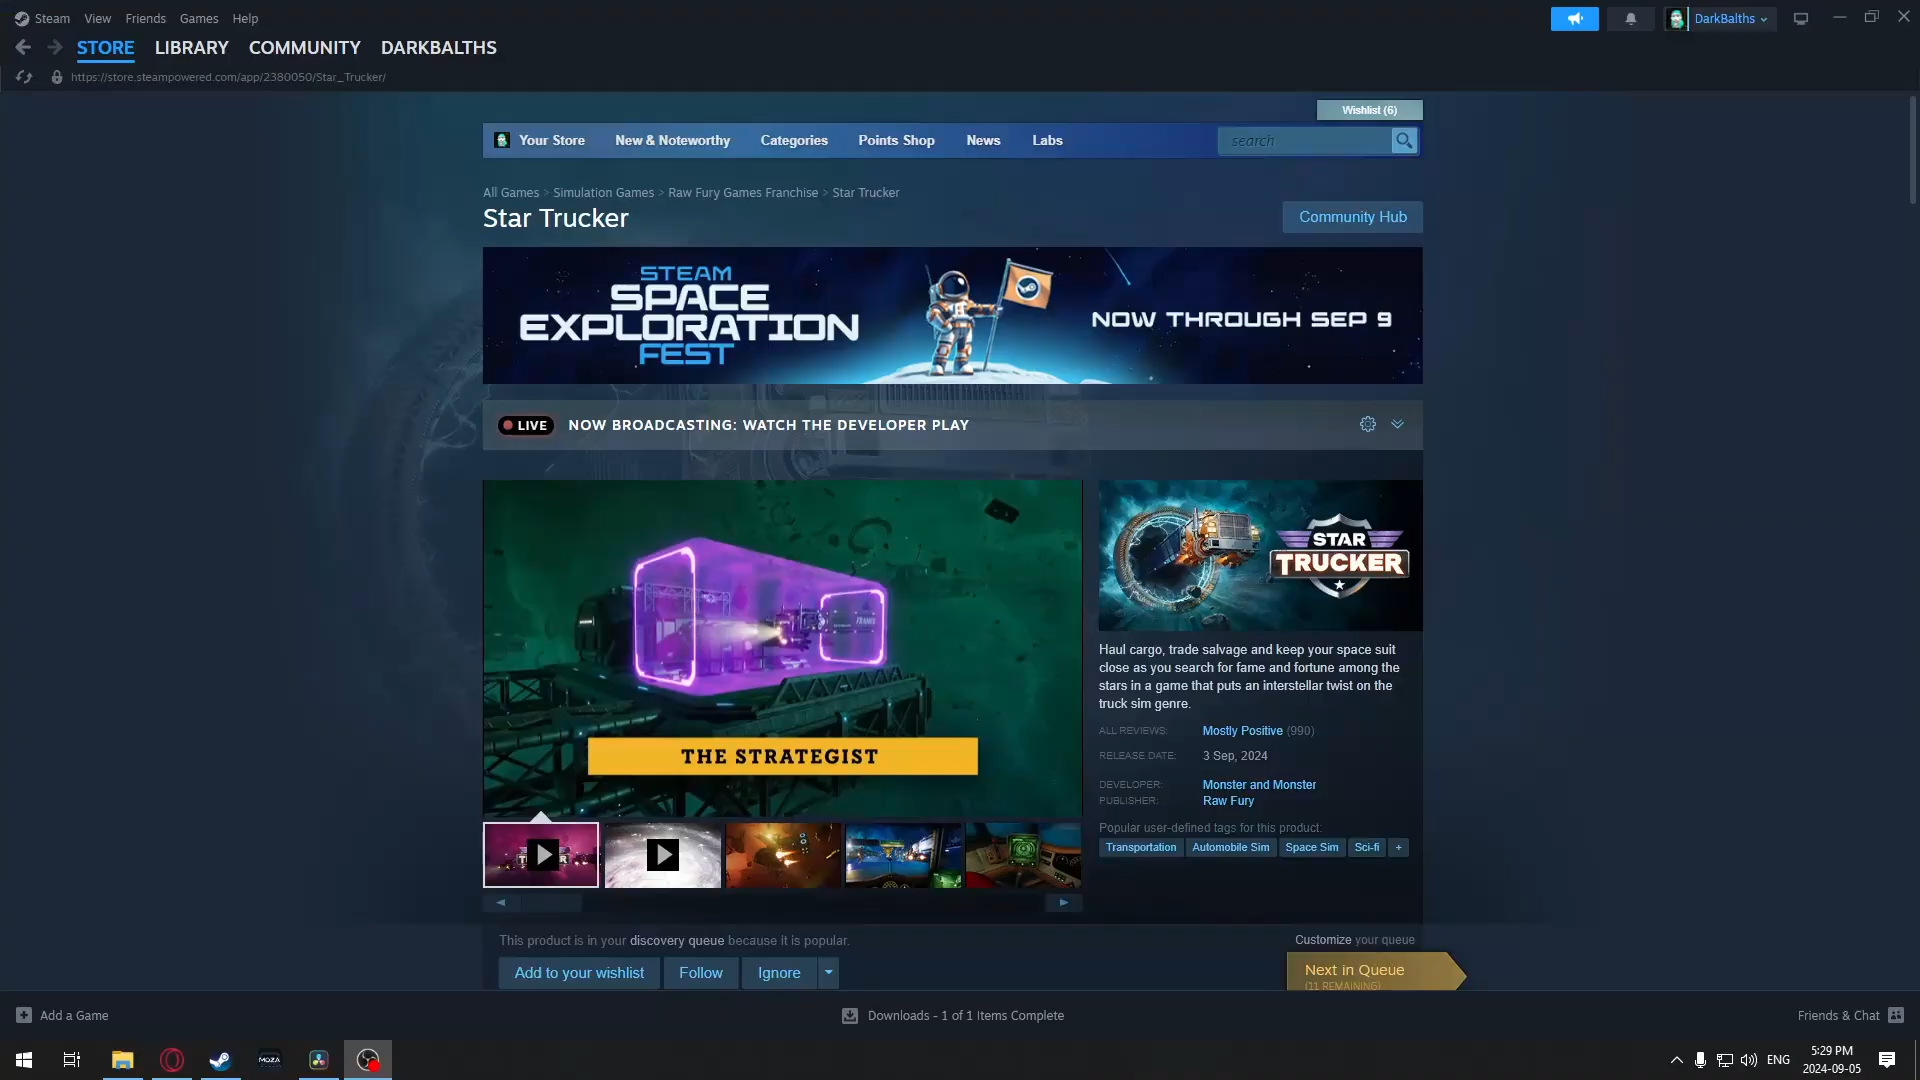 Steam View Friends Games Help
DarkBalths
STORE LIBRARY COMMUNITY DARKBALTHS
https://store.steampowered.com/app/2380050/Star_Trucker/
Wishlist (6)
Your Store New & Noteworthy Categories Points Shop News Labs
search
All Games > Simulation Games > Raw Fury Games Franchise > Star Trucker
Star Trucker
Community Hub
STEAM
SPACE
EXPLORATION
FEST
NOW THROUGH SEP 9
LIVE NOW BROADCASTING: WATCH THE DEVELOPER PLAY
THE STRATEGIST
STAR
TRUCKER
Haul cargo, trade salvage and keep your space suit
close as you search for fame and fortune among the
stars in a game that puts an interstellar twist on the
truck sim genre.
ALL REVIEWS: Mostly Positive (990)
RELEASE DATE: 3 Sep, 2024
DEVELOPER: Monster and Monster
PUBLISHER: Raw Fury
Popular user-defined tags for this product:
Transportation Automobile Sim Space Sim Sci-fi +
This product is in your discovery queue because it is popular.
Customize your queue
Add to your wishlist Follow Ignore
Next in Queue
(11 REMAINING)
Add a Game
Downloads - 1 of 1 Items Complete
Friends & Chat
MOZA
ENG
5:29 PM
2024-09-05